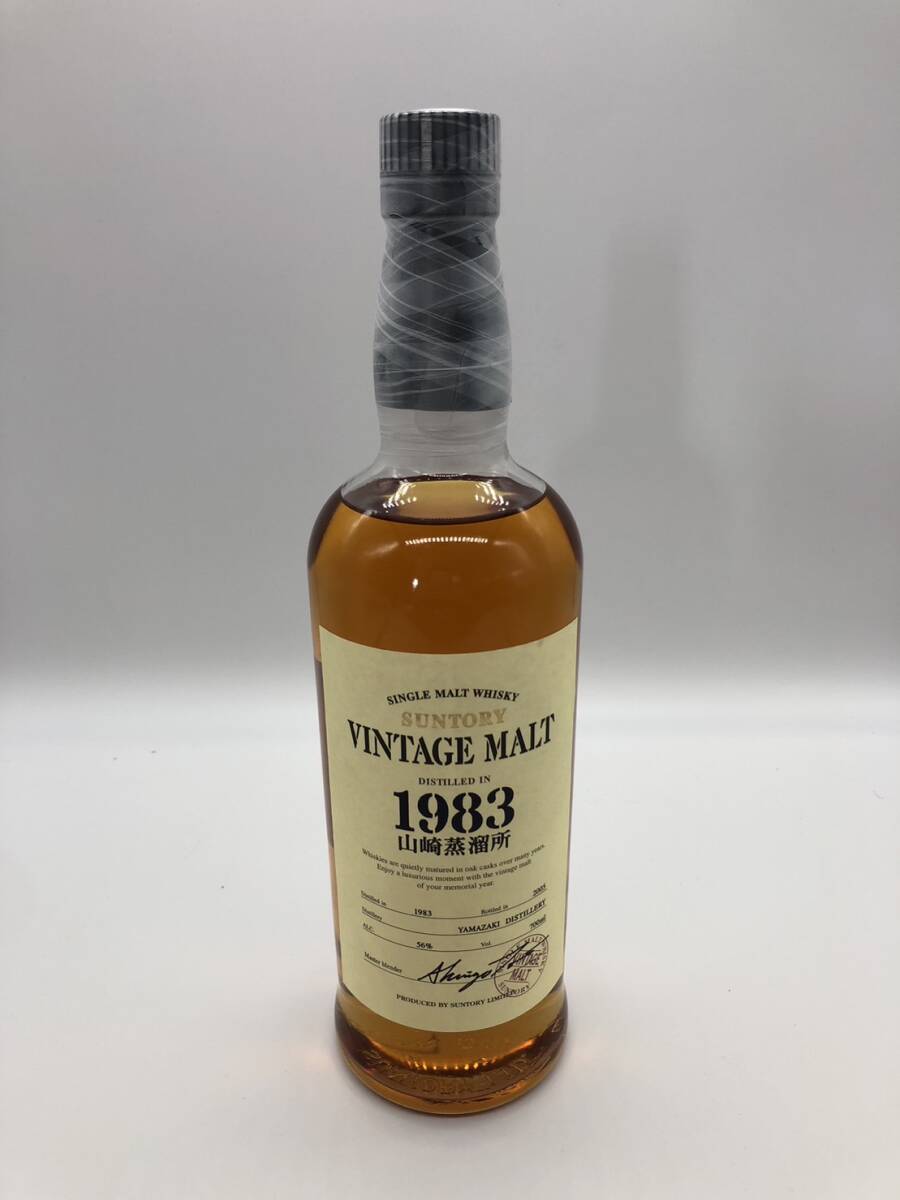 SINGLE MALT WHISKY
SUNTORY
VINTAGE MALT
DISTILLED IN
1983
山崎蒸溜所
Whiskies are quietly matured in oak casks over many years.
Enjoy a luxurious moment with the vintage malt
of your memorial year.
Distilled in 1983 Bottled in 2005
Distillery YAMAZAKI DISTILLERY
ALC. 56% Vol. 700ml
Master blender
VINTAGE
MALT
SUNTORY
PRODUCED BY SUNTORY LIMITED